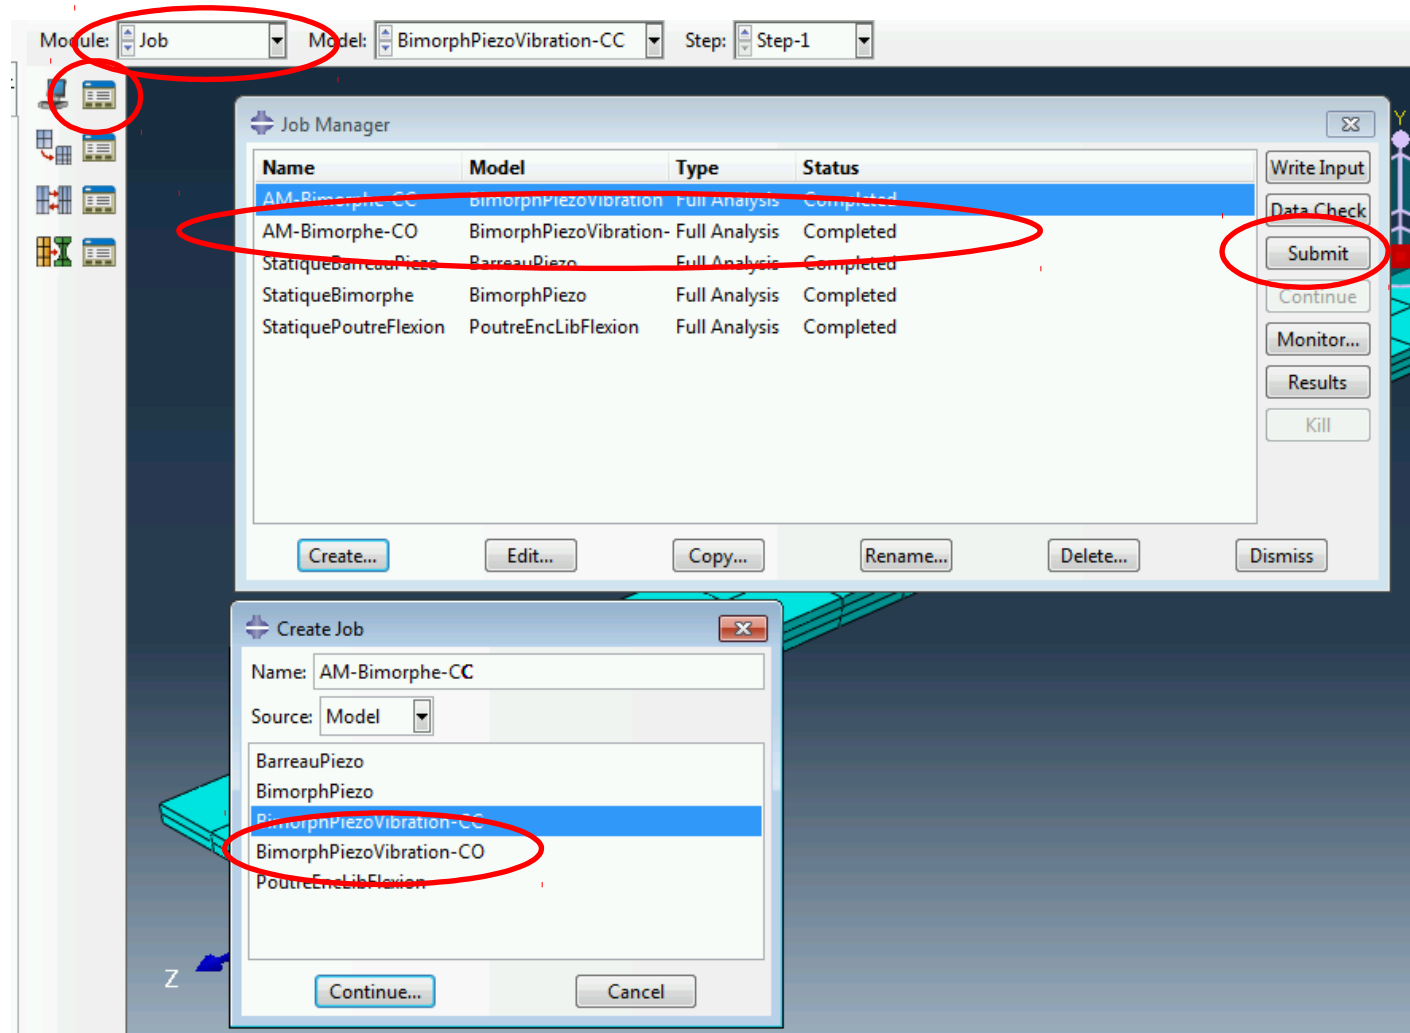 Module: Job Model: BimorphPiezoVibration-CC Step: Step-1
Job Manager
Name Model Type Status
AM-Bimorphe-CC BimorphPiezoVibration Full Analysis Completed
AM-Bimorphe-CO BimorphPiezoVibration- Full Analysis Completed
StatiqueBarreauPiezo BarreauPiezo Full Analysis Completed
StatiqueBimorphe BimorphPiezo Full Analysis Completed
StatiquePoutreFlexion PoutreEncLibFlexion Full Analysis Completed
Write Input
Data Check
Submit
Continue
Monitor...
Results
Kill
Create... Edit... Copy... Rename... Delete... Dismiss
Y
Create Job
Name: AM-Bimorphe-CC
Source: Model
BarreauPiezo
BimorphPiezo
BimorphPiezoVibration-CC
BimorphPiezoVibration-CO
PoutreEncLibFlexion
Z
Continue... Cancel